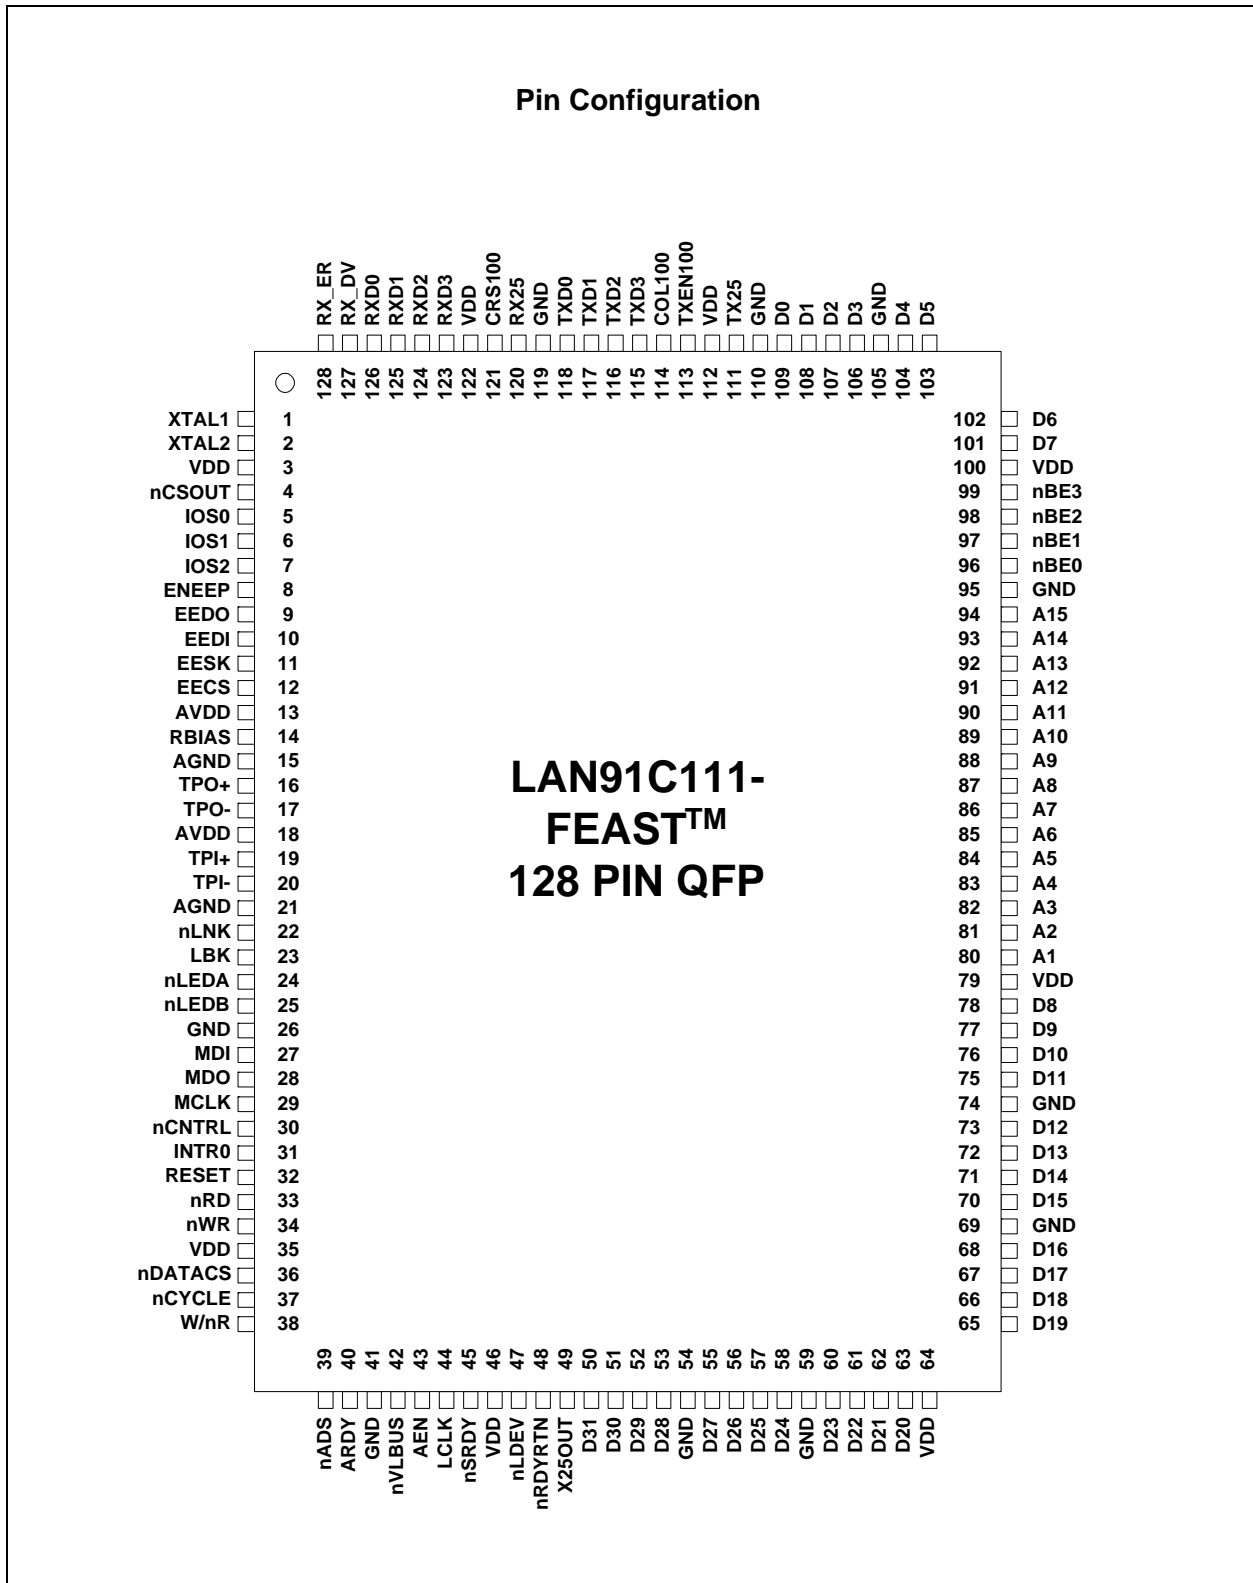 Pin Configuration
RX_ER RX_DV RXD0 RXD1 RXD2 RXD3 VDD CRS100 RX25 GND TXD0 TXD1 TXD2 TXD3 COL100 TXEN100 VDD TX25 GND D0 D1 D2 D3 GND D4 D5
128 127 126 125 124 123 122 121 120 119 118 117 116 115 114 113 112 111 110 109 108 107 106 105 104 103
XTAL1 1 102 D6
XTAL2 2 101 D7
VDD 3 100 VDD
nCSOUT 4 99 nBE3
IOS0 5 98 nBE2
IOS1 6 97 nBE1
IOS2 7 96 nBE0
ENEEP 8 95 GND
EEDO 9 94 A15
EEDI 10 93 A14
EESK 11 92 A13
EECS 12 91 A12
AVDD 13 90 A11
RBIAS 14 89 A10
AGND 15 88 A9
TPO+ 16 87 A8
TPO- 17 86 A7
AVDD 18 85 A6
TPI+ 19 84 A5
TPI- 20 83 A4
AGND 21 82 A3
nLNK 22 81 A2
LBK 23 80 A1
nLEDA 24 79 VDD
nLEDB 25 78 D8
GND 26 77 D9
MDI 27 76 D10
MDO 28 75 D11
MCLK 29 74 GND
nCNTRL 30 73 D12
INTR0 31 72 D13
RESET 32 71 D14
nRD 33 70 D15
nWR 34 69 GND
VDD 35 68 D16
nDATACS 36 67 D17
nCYCLE 37 66 D18
W/nR 38 65 D19
LAN91C111-
FEAST™
128 PIN QFP
39 40 41 42 43 44 45 46 47 48 49 50 51 52 53 54 55 56 57 58 59 60 61 62 63 64
nADS ARDY GND nVLBUS AEN LCLK nSRDY VDD nLDEV nRDYRTN X25OUT D31 D30 D29 D28 GND D27 D26 D25 D24 GND D23 D22 D21 D20 VDD